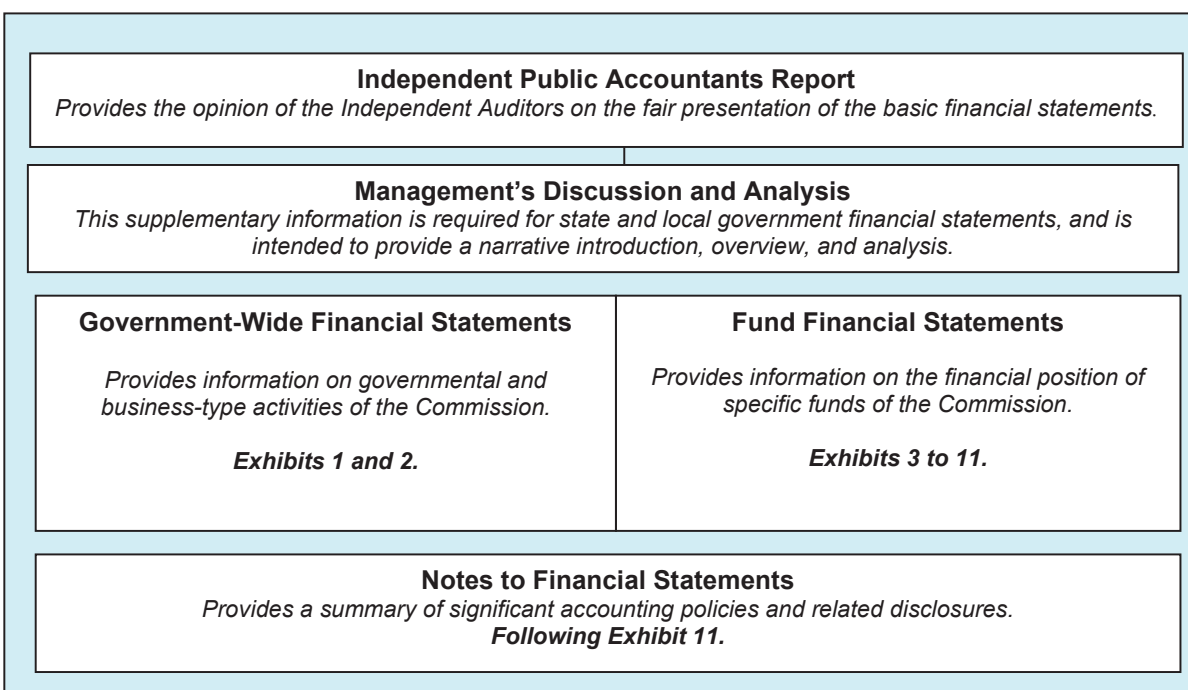 Independent Public Accountants Report
Provides the opinion of the Independent Auditors on the fair presentation of the basic financial statements.
Management’s Discussion and Analysis
This supplementary information is required for state and local government financial statements, and is
intended to provide a narrative introduction, overview, and analysis.
Government-Wide Financial Statements
Provides information on governmental and
business-type activities of the Commission.
Exhibits 1 and 2.
Fund Financial Statements
Provides information on the financial position of
specific funds of the Commission.
Exhibits 3 to 11.
Notes to Financial Statements
Provides a summary of significant accounting policies and related disclosures.
Following Exhibit 11.